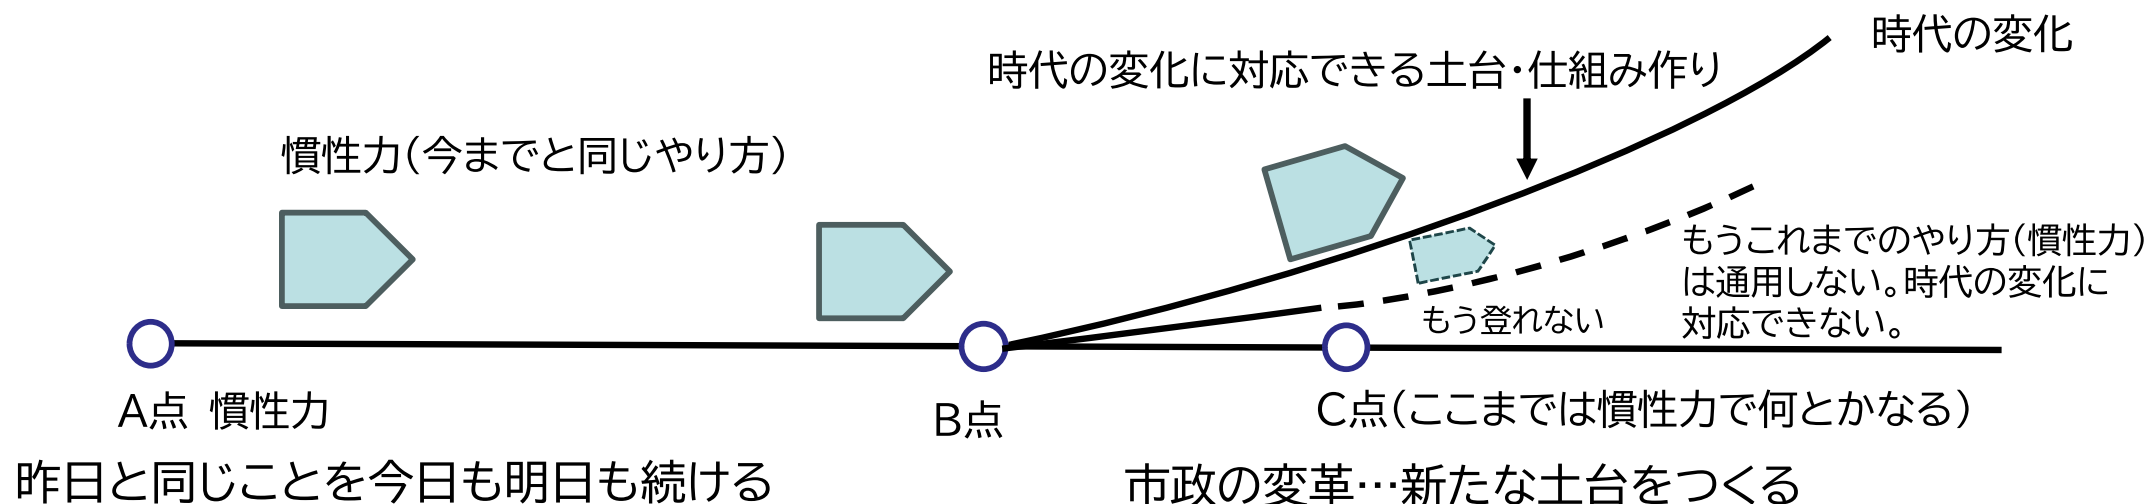 時代の変化
時代の変化に対応できる土台・仕組み作り
慣性力（今までと同じやり方）
もうこれまでのやり方（慣性力）
は通用しない。時代の変化に
対応できない。
もう登れない
A点 慣性力
B点
C点（ここまでは慣性力で何とかなる）
昨日と同じことを今日も明日も続ける
市政の変革…新たな土台をつくる